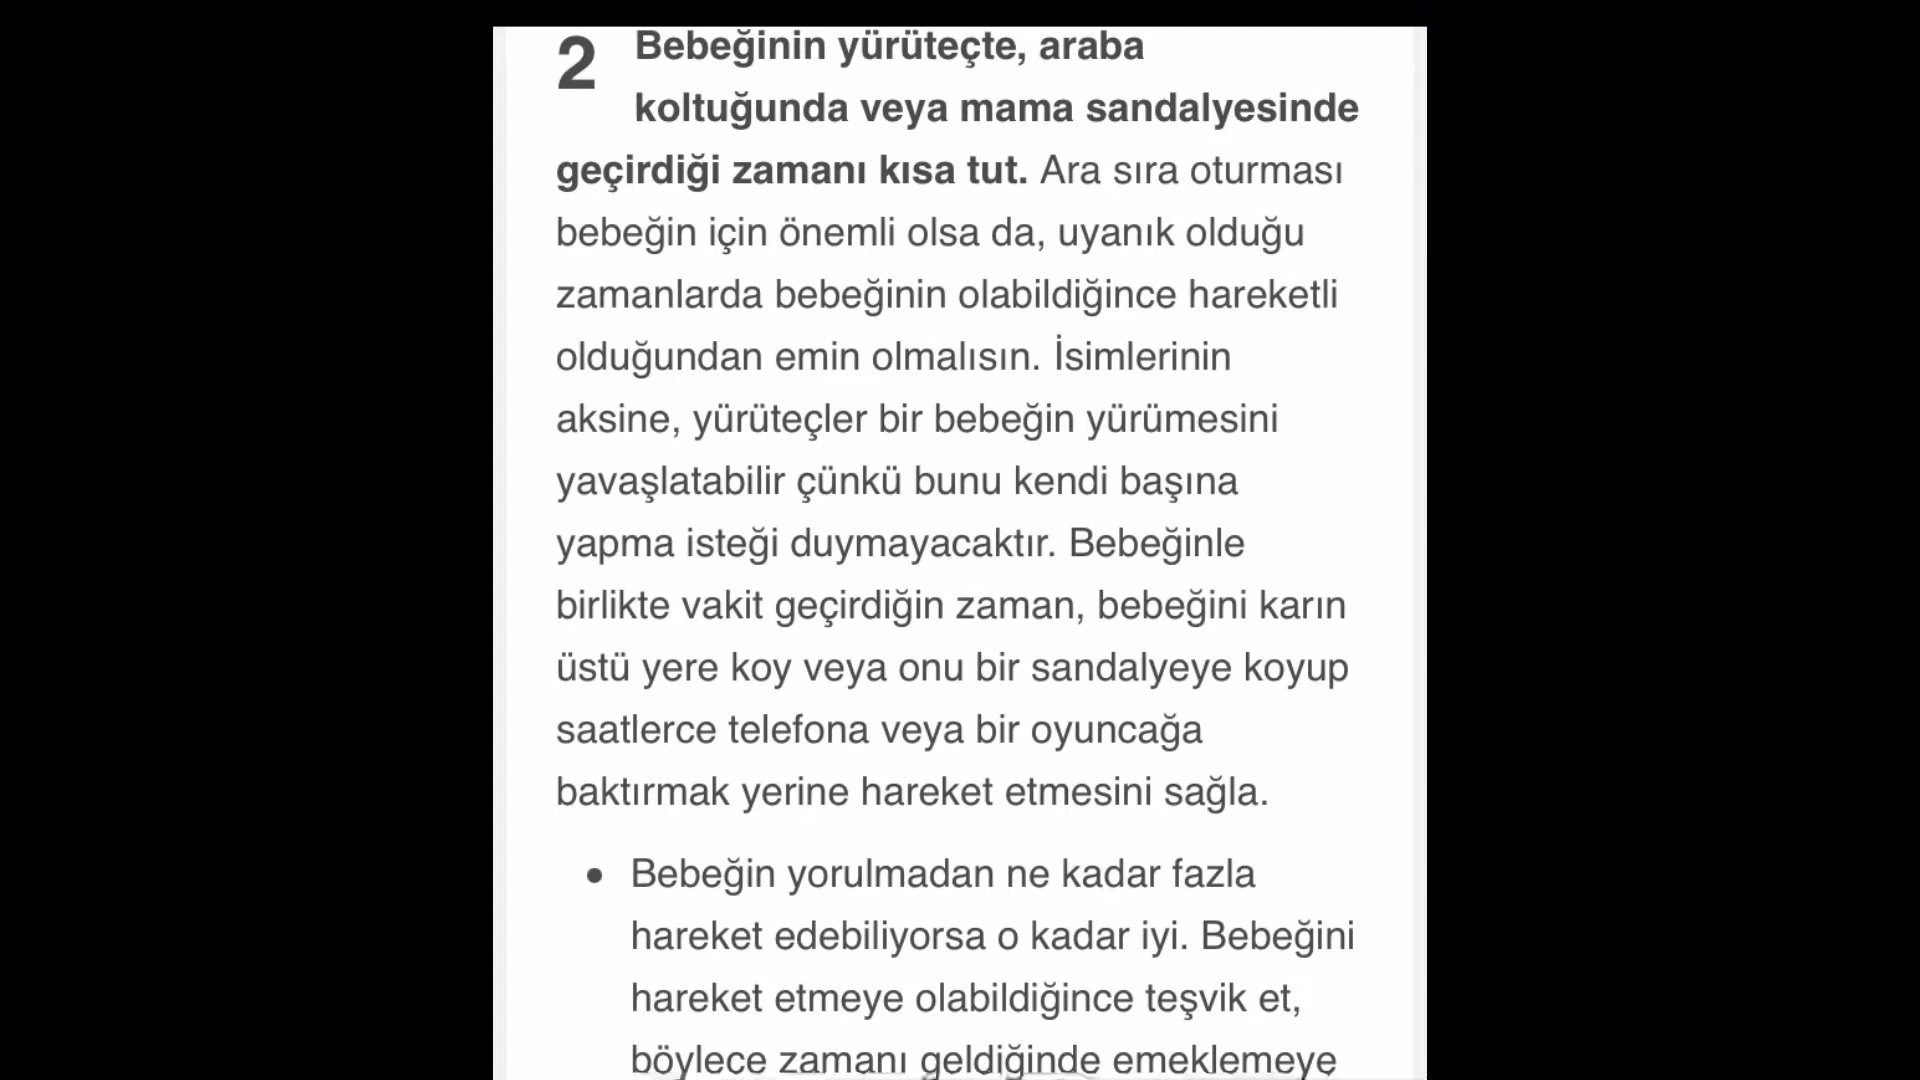 2 Bebeğinin yürüteçte, araba
koltuğunda veya mama sandalyesinde
geçirdiği zamanı kısa tut. Ara sıra oturması
bebeğin için önemli olsa da, uyanık olduğu
zamanlarda bebeğinin olabildiğince hareketli
olduğundan emin olmalısın. İsimlerinin
aksine, yürüteçler bir bebeğin yürümesini
yavaşlatabilir çünkü bunu kendi başına
yapma isteği duymayacaktır. Bebeğinle
birlikte vakit geçirdiğin zaman, bebeğini karın
üstü yere koy veya onu bir sandalyeye koyup
saatlerce telefona veya bir oyuncağa
baktırmak yerine hareket etmesini sağla.
• Bebeğin yorulmadan ne kadar fazla
hareket edebiliyorsa o kadar iyi. Bebeğini
hareket etmeye olabildiğince teşvik et,
böylece zamanı geldiğinde emeklemeye